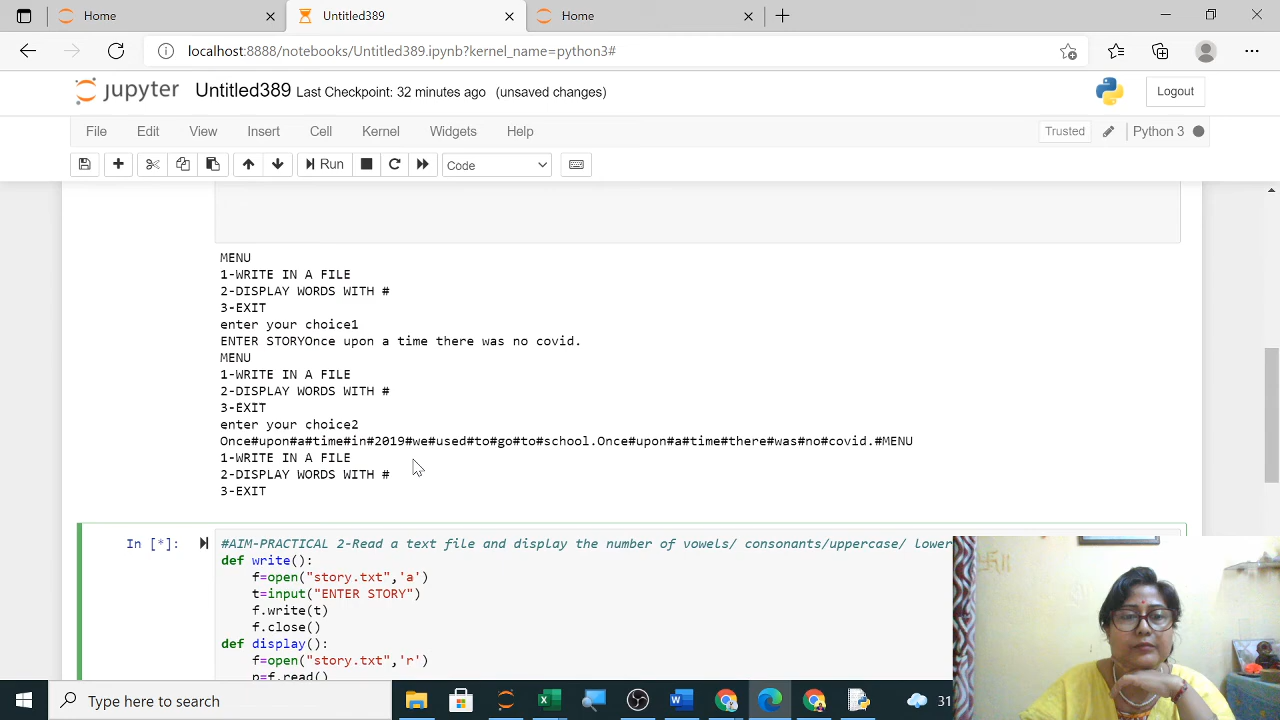 Home
Untitled389
Home
localhost:8888/notebooks/Untitled389.ipynb?kernel_name=python3#
jupyter Untitled389 Last Checkpoint: 32 minutes ago (unsaved changes)
Logout
File Edit View Insert Cell Kernel Widgets Help
Trusted
Python 3
Run
Code
MENU
1-WRITE IN A FILE
2-DISPLAY WORDS WITH #
3-EXIT
enter your choice1
ENTER STORYOnce upon a time there was no covid.
MENU
1-WRITE IN A FILE
2-DISPLAY WORDS WITH #
3-EXIT
enter your choice2
Once#upon#a#time#in#2019#we#used#to#go#to#school.Once#upon#a#time#there#was#no#covid.#MENU
1-WRITE IN A FILE
2-DISPLAY WORDS WITH #
3-EXIT
In [*]:
#AIM-PRACTICAL 2-Read a text file and display the number of vowels/ consonants/uppercase/ lower
def write():
f=open("story.txt",'a')
t=input("ENTER STORY")
f.write(t)
f.close()
def display():
f=open("story.txt",'r')
p=f.read()
Type here to search
31